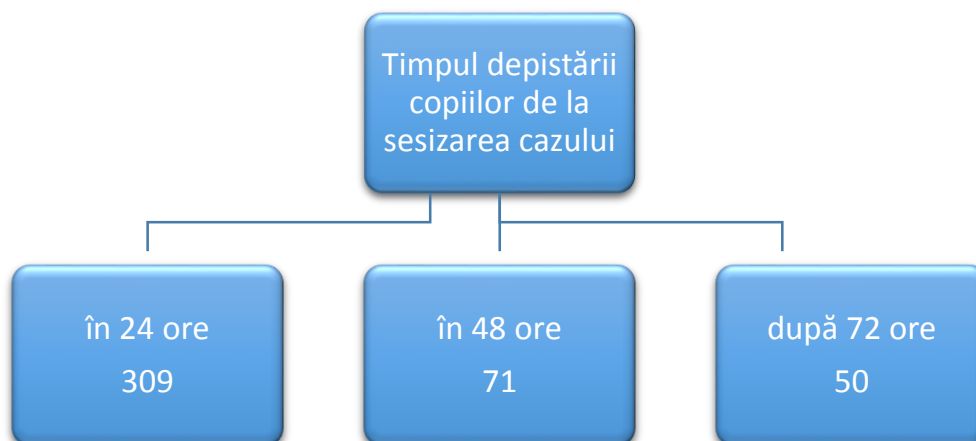 Timpul depistării
copiilor de la
sesizarea cazului
în 24 ore
309
în 48 ore
71
după 72 ore
50